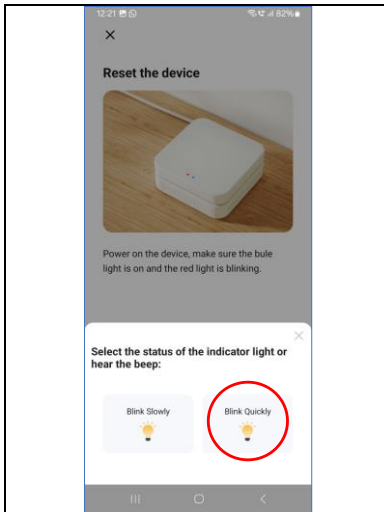 12:21 82%
Reset the device
Power on the device, make sure the bule
light is on and the red light is blinking.
Select the status of the indicator light or
hear the beep:
Blink Slowly Blink Quickly